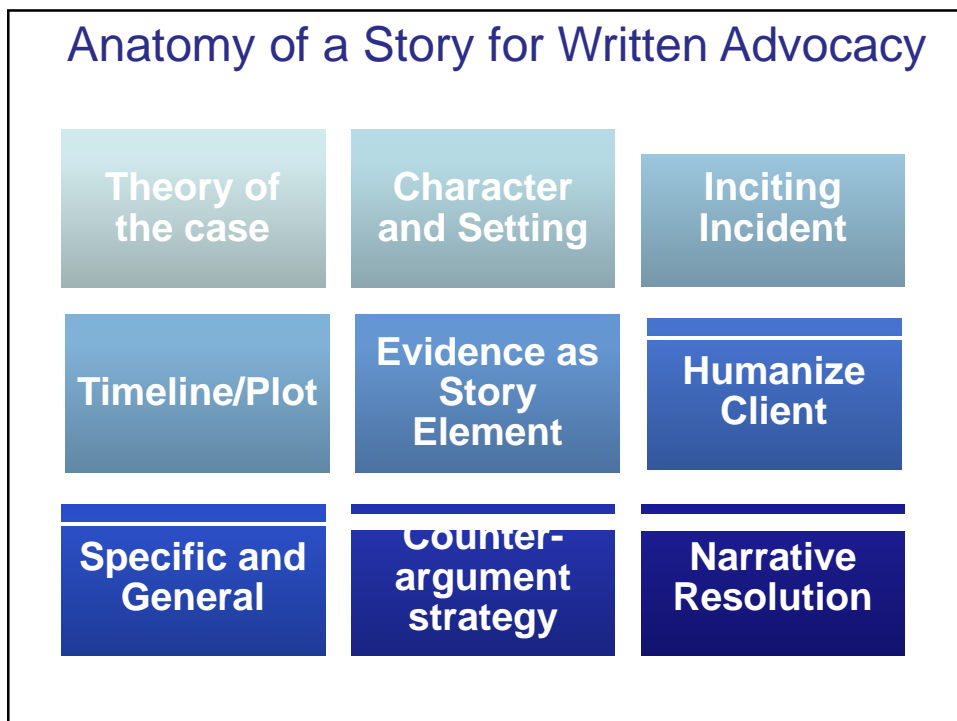 Anatomy of a Story for Written Advocacy
Theory of
the case
Character
and Setting
Inciting
Incident
Timeline/Plot
Evidence as
Story
Element
Humanize
Client
Specific and
General
Counter-
argument
strategy
Narrative
Resolution